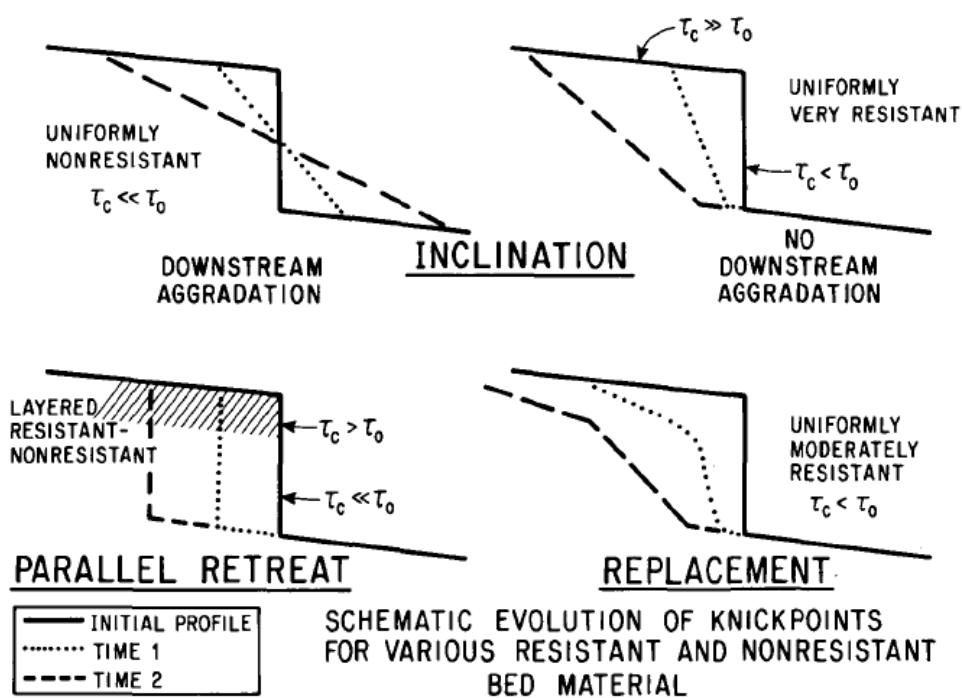 τc ≫ τo
UNIFORMLY
NONRESISTANT
τc ≪ τo
UNIFORMLY
VERY RESISTANT
τc < τo
DOWNSTREAM
AGGRADATION
INCLINATION
NO
DOWNSTREAM
AGGRADATION
LAYERED
RESISTANT-
NONRESISTANT
τc > τo
τc ≪ τo
UNIFORMLY
MODERATELY
RESISTANT
τc < τo
PARALLEL RETREAT
REPLACEMENT
INITIAL PROFILE
TIME 1
TIME 2
SCHEMATIC EVOLUTION OF KNICKPOINTS
FOR VARIOUS RESISTANT AND NONRESISTANT
BED MATERIAL